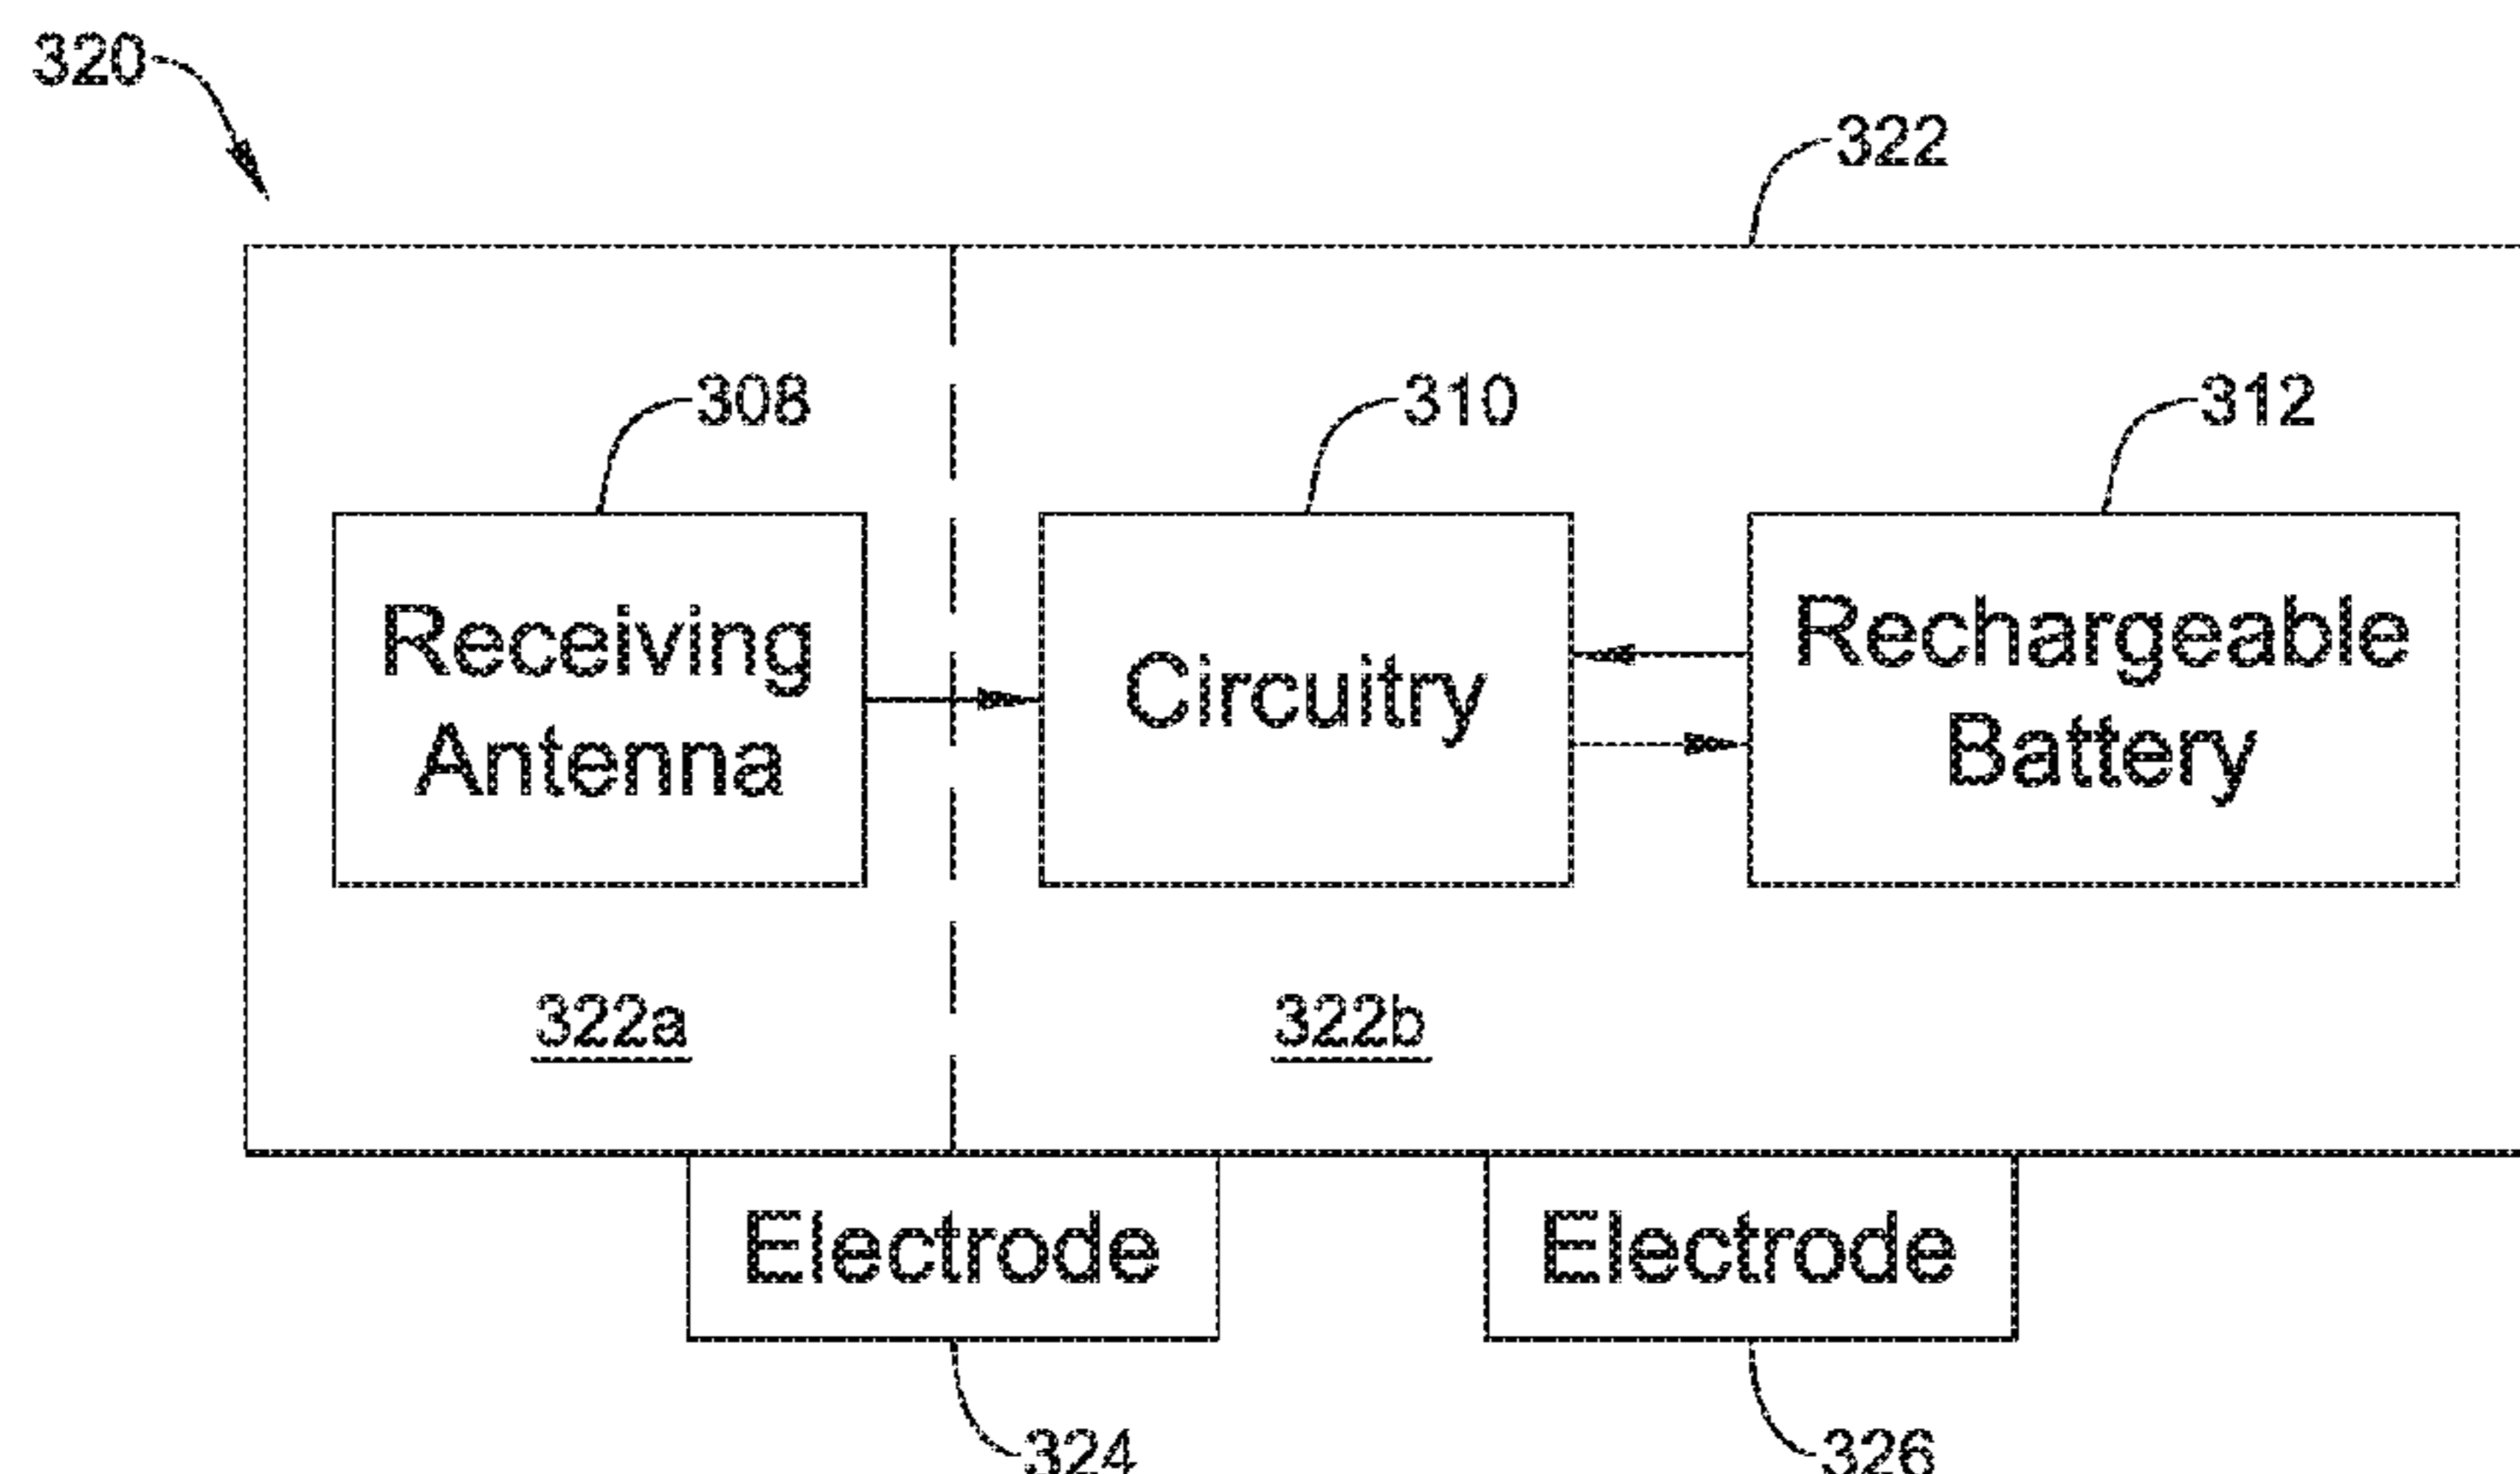 320
322
308
310
312
Receiving
Antenna
Circuitry
Rechargeable
Battery
322a
322b
Electrode
Electrode
324
326